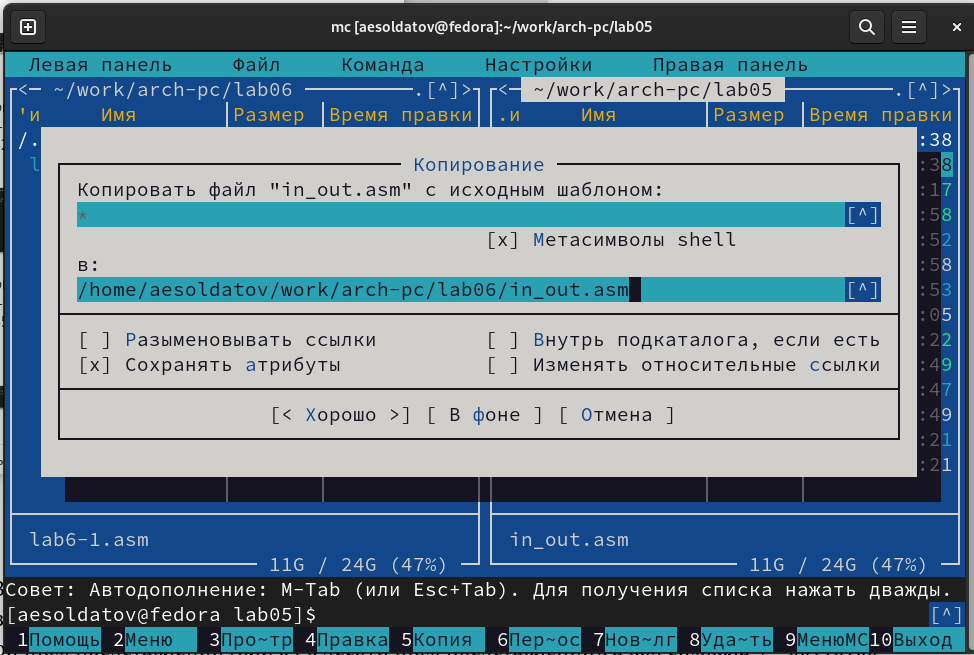 mc [aesoldatov@fedora]:~/work/arch-pc/lab05
Левая панель Файл Команда Настройки Правая панель
<— ~/work/arch-pc/lab06 .[^]> <— ~/work/arch-pc/lab05 .[^]>
'и Имя Размер Время правки .и Имя Размер Время правки
/. :38
l :38
:17
:58
:52
:58
:53
:05
:22
:49
:47
:49
:21
:21
Копирование
Копировать файл "in_out.asm" с исходным шаблоном:
* [^]
[x] Метасимволы shell
в:
/home/aesoldatov/work/arch-pc/lab06/in_out.asm [^]
[ ] Разыменовывать ссылки [ ] Внутрь подкаталога, если есть
[x] Сохранять атрибуты [ ] Изменять относительные ссылки
[< Хорошо >] [ В фоне ] [ Отмена ]
lab6-1.asm in_out.asm
11G / 24G (47%) 11G / 24G (47%)
Совет: Автодополнение: M-Tab (или Esc+Tab). Для получения списка нажать дважды.
[aesoldatov@fedora lab05]$ [^]
1Помощь 2Меню 3Про~тр 4Правка 5Копия 6Пер~ос 7Нов~лг 8Уда~ть 9МенюMC 10Выход